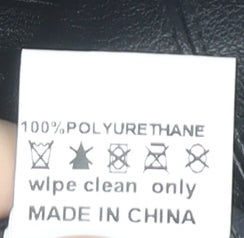 100%POLYURETHANE
wlpe clean only
MADE IN CHINA